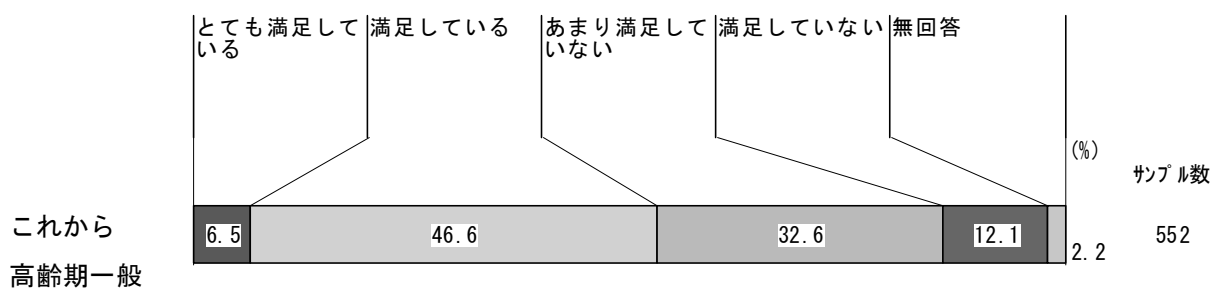 とても満足して
いる
満足している
あまり満足して
いない
満足していない
無回答
(%)
ｻﾝﾌﾟﾙ数
これから
高齢期一般
6.5
46.6
32.6
12.1
2.2
552